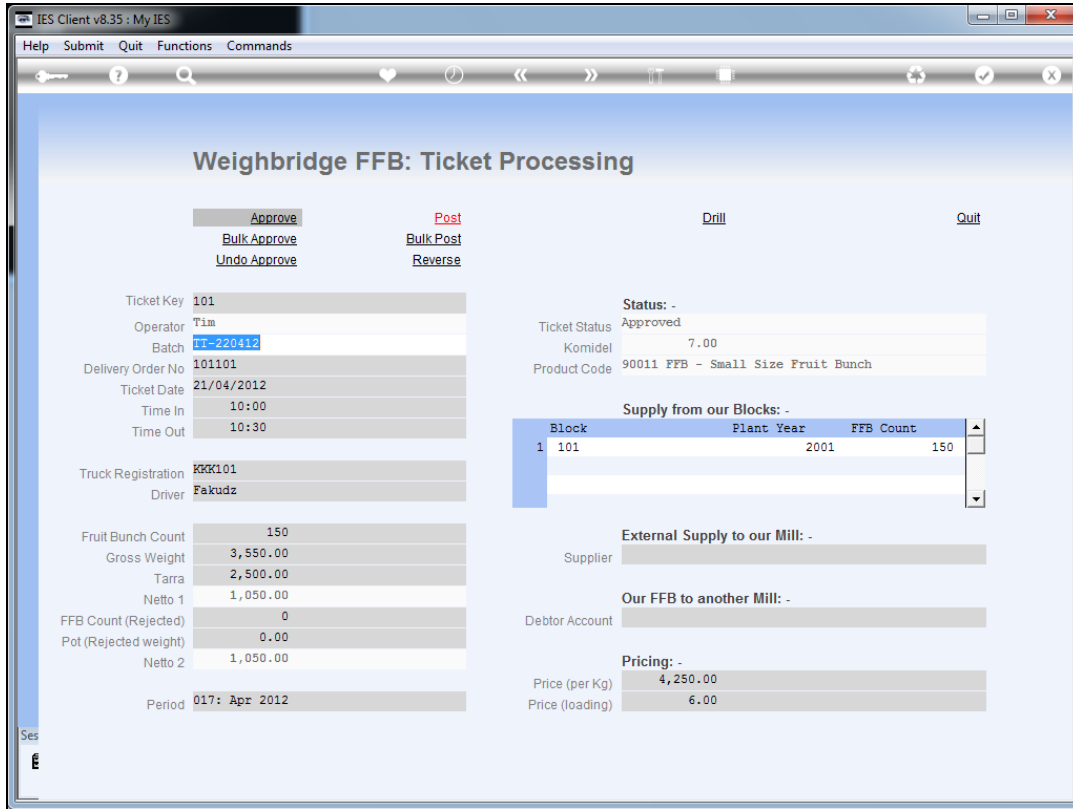 IES Client v8.35 : My IES
Help Submit Quit Functions Commands
Weighbridge FFB: Ticket Processing
Approve Post Drill Quit
Bulk Approve Bulk Post
Undo Approve Reverse
Ticket Key 101
Operator Tim
Batch TT-220412
Delivery Order No 101101
Ticket Date 21/04/2012
Time In 10:00
Time Out 10:30
Truck Registration KKK101
Driver Fakudz
Fruit Bunch Count 150
Gross Weight 3,550.00
Tarra 2,500.00
Netto 1 1,050.00
FFB Count (Rejected) 0
Pot (Rejected weight) 0.00
Netto 2 1,050.00
Period 017: Apr 2012
Status: -
Ticket Status Approved
Komidel 7.00
Product Code 90011 FFB - Small Size Fruit Bunch
Supply from our Blocks: -
Block Plant Year FFB Count
1 101 2001 150
External Supply to our Mill: -
Supplier
Our FFB to another Mill: -
Debtor Account
Pricing: -
Price (per Kg) 4,250.00
Price (loading) 6.00
Ses